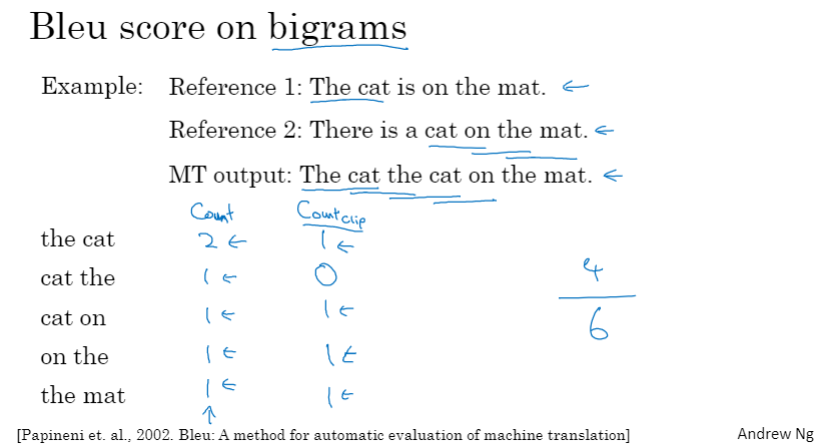 Bleu score on bigrams
Example: Reference 1: The cat is on the mat. ←
Reference 2: There is a cat on the mat. ←
MT output: The cat the cat on the mat. ←
Count Count clip
the cat 2 ← 1 ←
cat the 1 ← 0
cat on 1 ← 1 ←
on the 1 ← 1 ←
the mat 1 ← 1 ←
↑
4
6
[Papineni et. al., 2002. Bleu: A method for automatic evaluation of machine translation] Andrew Ng